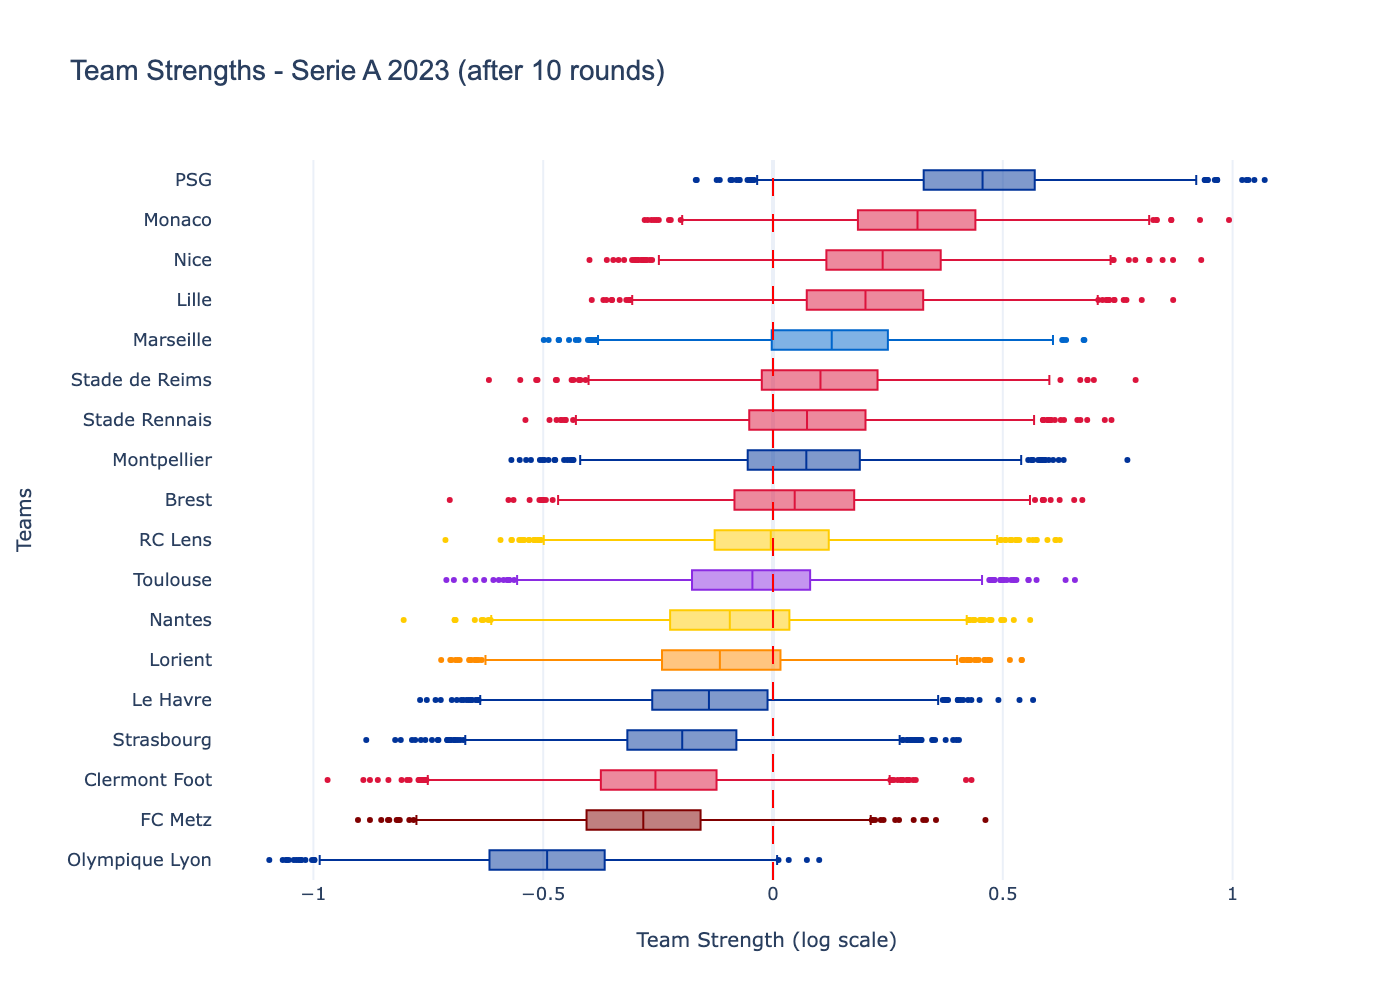 Team Strengths - Serie A 2023 (after 10 rounds)
PSG
Monaco
Nice
Lille
Marseille
Stade de Reims
Stade Rennais
Montpellier
Brest
RC Lens
Toulouse
Nantes
Lorient
Le Havre
Strasbourg
Clermont Foot
FC Metz
Olympique Lyon
Teams
−1 −0.5 0 0.5 1
Team Strength (log scale)